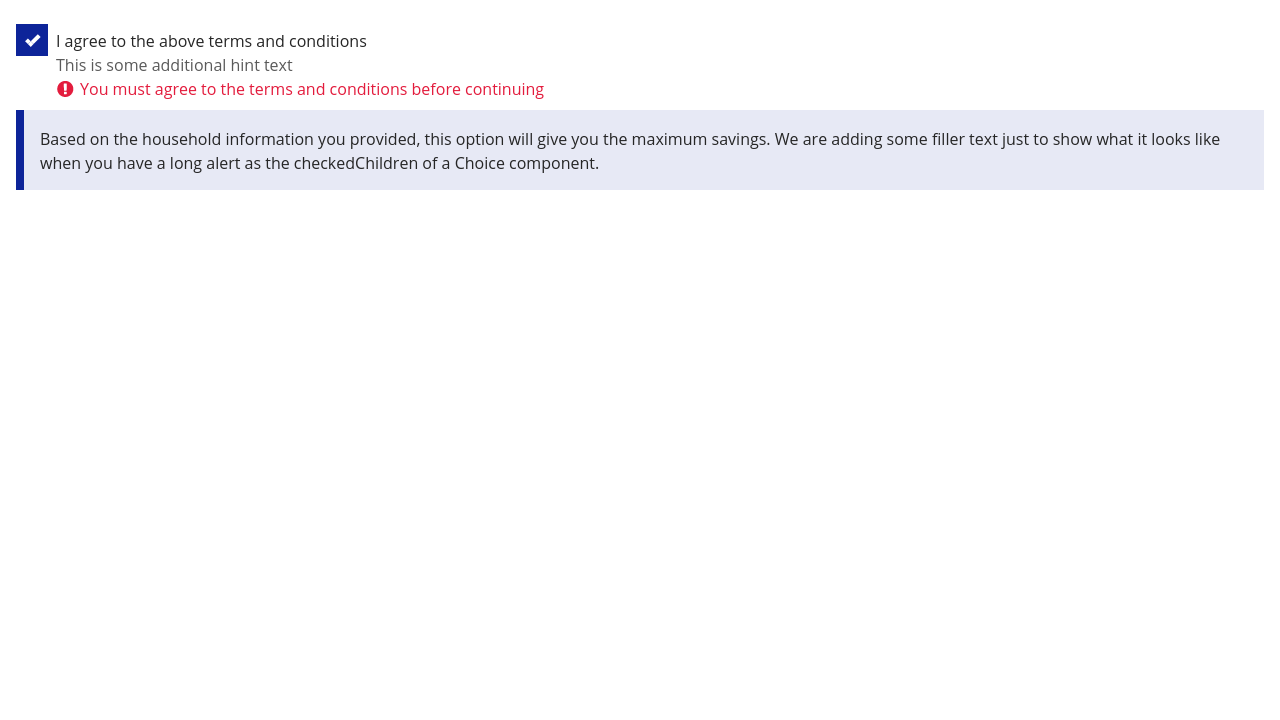 I agree to the above terms and conditions
This is some additional hint text
You must agree to the terms and conditions before continuing
Based on the household information you provided, this option will give you the maximum savings. We are adding some filler text just to show what it looks like
when you have a long alert as the checkedChildren of a Choice component.